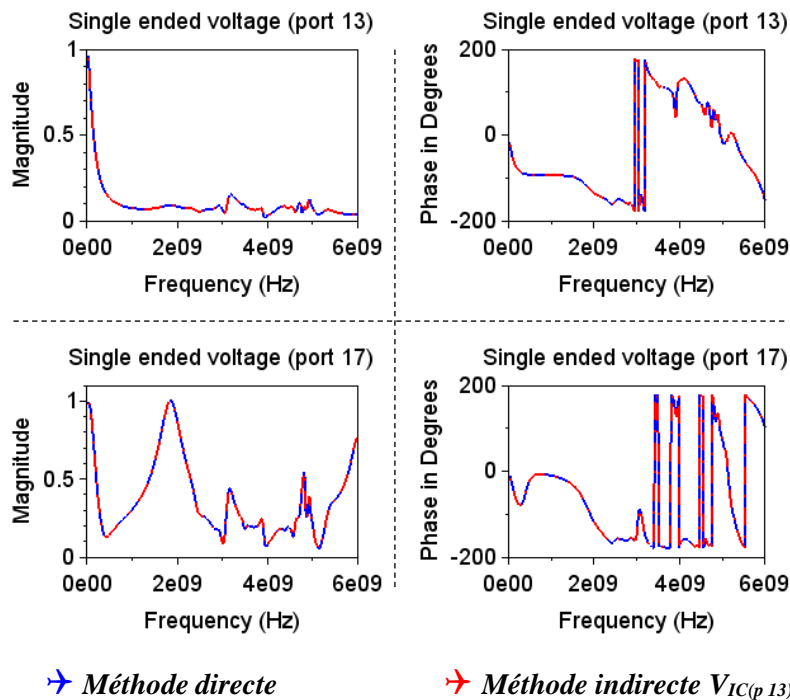 Single ended voltage (port 13)
Magnitude
1
0.5
0
0e00 2e09 4e09 6e09
Frequency (Hz)
Single ended voltage (port 13)
Phase in Degrees
200
0
-200
0e00 2e09 4e09 6e09
Frequency (Hz)
Single ended voltage (port 17)
Magnitude
1
0.5
0
0e00 2e09 4e09 6e09
Frequency (Hz)
Single ended voltage (port 17)
Phase in Degrees
200
0
-200
0e00 2e09 4e09 6e09
Frequency (Hz)
Méthode directe
Méthode indirecte VIC(p 13)